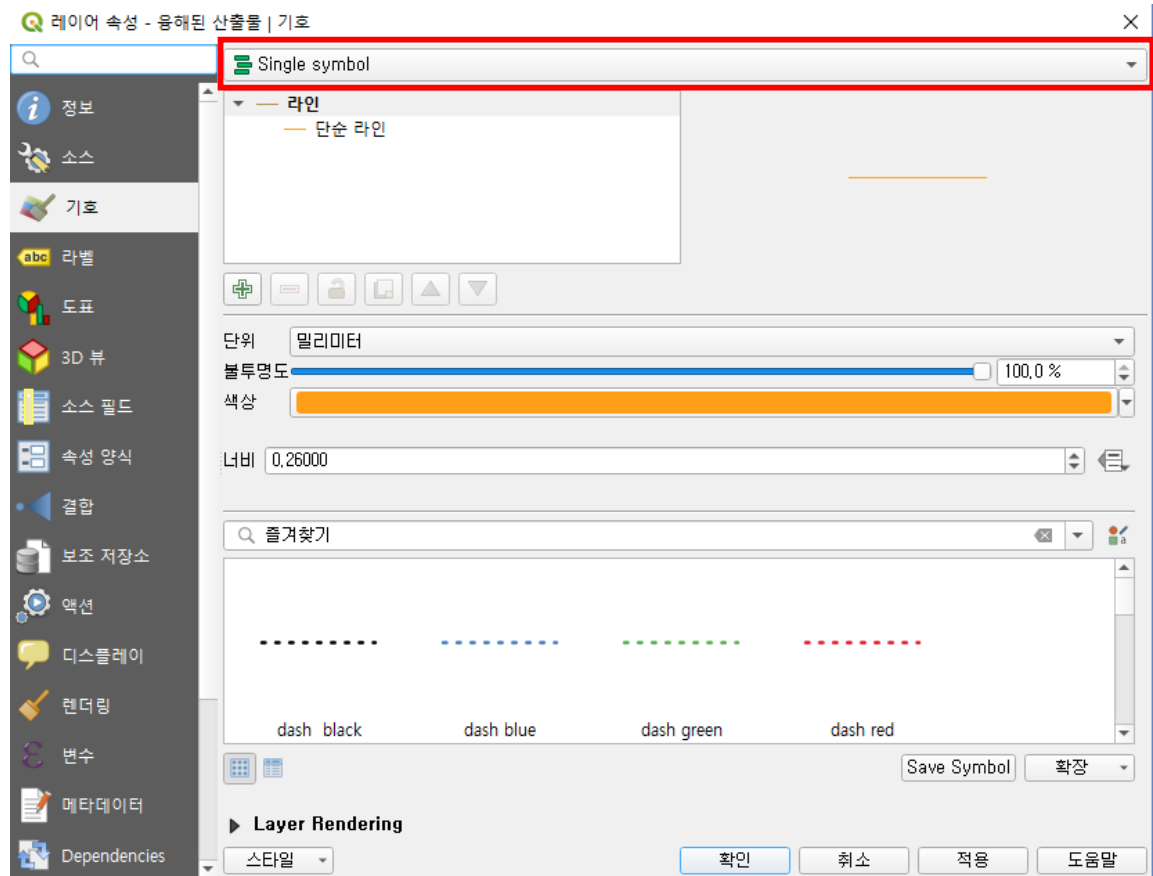 레이어 속성 - 융해된 산출물 | 기호
Single symbol
정보
소스
기호
abc
라벨
도표
3D 뷰
소스 필드
속성 양식
결합
보조 저장소
액션
디스플레이
렌더링
변수
메타데이터
Dependencies
라인
단순 라인
단위
밀리미터
불투명도
100,0 %
색상
너비
0,26000
즐겨찾기
dash  black
dash blue
dash green
dash red
Save Symbol
확장
Layer Rendering
스타일
확인
취소
적용
도움말